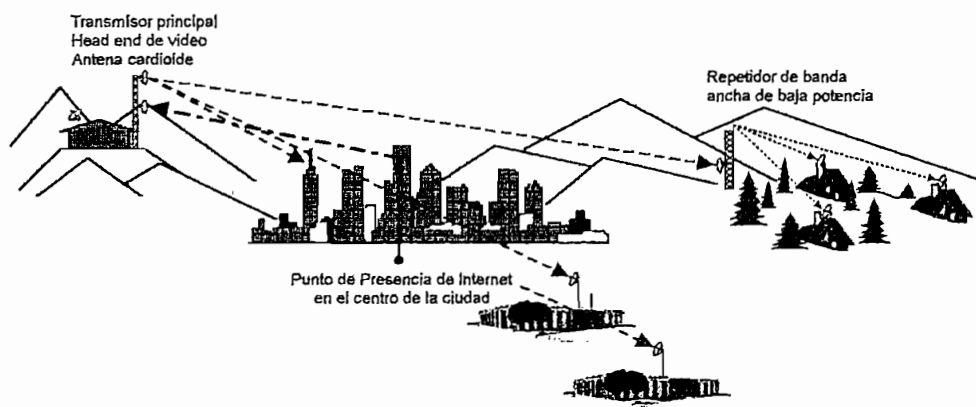 Transmisor principal
Head end de video
Antena cardioide
Repetidor de banda
ancha de baja potencia
Punto de Presencia de Internet
en el centro de la ciudad